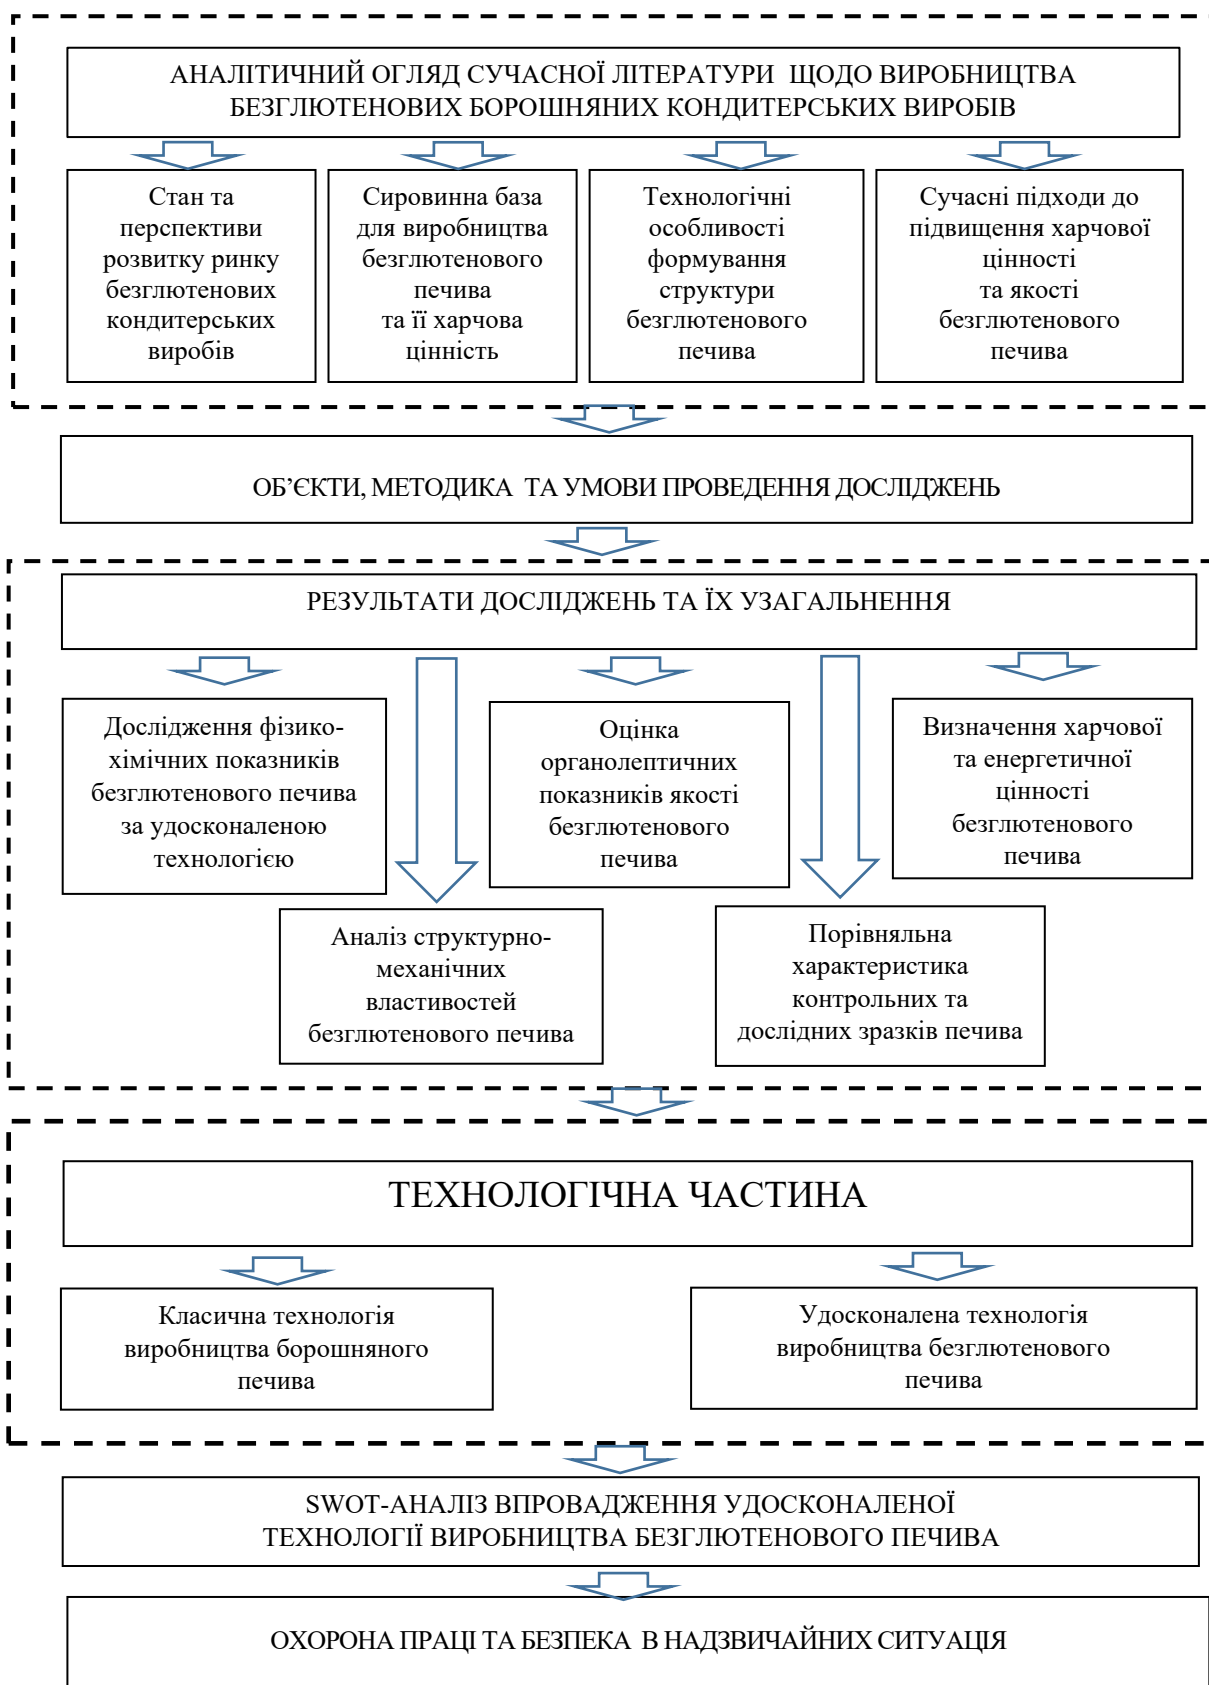 АНАЛІТИЧНИЙ ОГЛЯД СУЧАСНОЇ ЛІТЕРАТУРИ ЩОДО ВИРОБНИЦТВА
БЕЗГЛЮТЕНОВИХ БОРОШНЯНИХ КОНДИТЕРСЬКИХ ВИРОБІВ
Стан та
перспективи
розвитку ринку
безглютенових
кондитерських
виробів
Сировинна база
для виробництва
безглютенового
печива
та її харчова
цінність
Технологічні
особливості
формування
структури
безглютенового
печива
Сучасні підходи до
підвищення харчової
цінності
та якості
безглютенового
печива
ОБ’ЄКТИ, МЕТОДИКА ТА УМОВИ ПРОВЕДЕННЯ ДОСЛІДЖЕНЬ
РЕЗУЛЬТАТИ ДОСЛІДЖЕНЬ ТА ЇХ УЗАГАЛЬНЕННЯ
Дослідження фізико-
хімічних показників
безглютенового печива
за удосконаленою
технологією
Оцінка
органолептичних
показників якості
безглютенового
печива
Визначення харчової
та енергетичної
цінності
безглютенового
печива
Аналіз структурно-
механічних
властивостей
безглютенового печива
Порівняльна
характеристика
контрольних та
дослідних зразків печива
ТЕХНОЛОГІЧНА ЧАСТИНА
Класична технологія
виробництва борошняного
печива
Удосконалена технологія
виробництва безглютенового
печива
SWOT-АНАЛІЗ ВПРОВАДЖЕННЯ УДОСКОНАЛЕНОЇ
ТЕХНОЛОГІЇ ВИРОБНИЦТВА БЕЗГЛЮТЕНОВОГО ПЕЧИВА
ОХОРОНА ПРАЦІ ТА БЕЗПЕКА В НАДЗВИЧАЙНИХ СИТУАЦІЯ